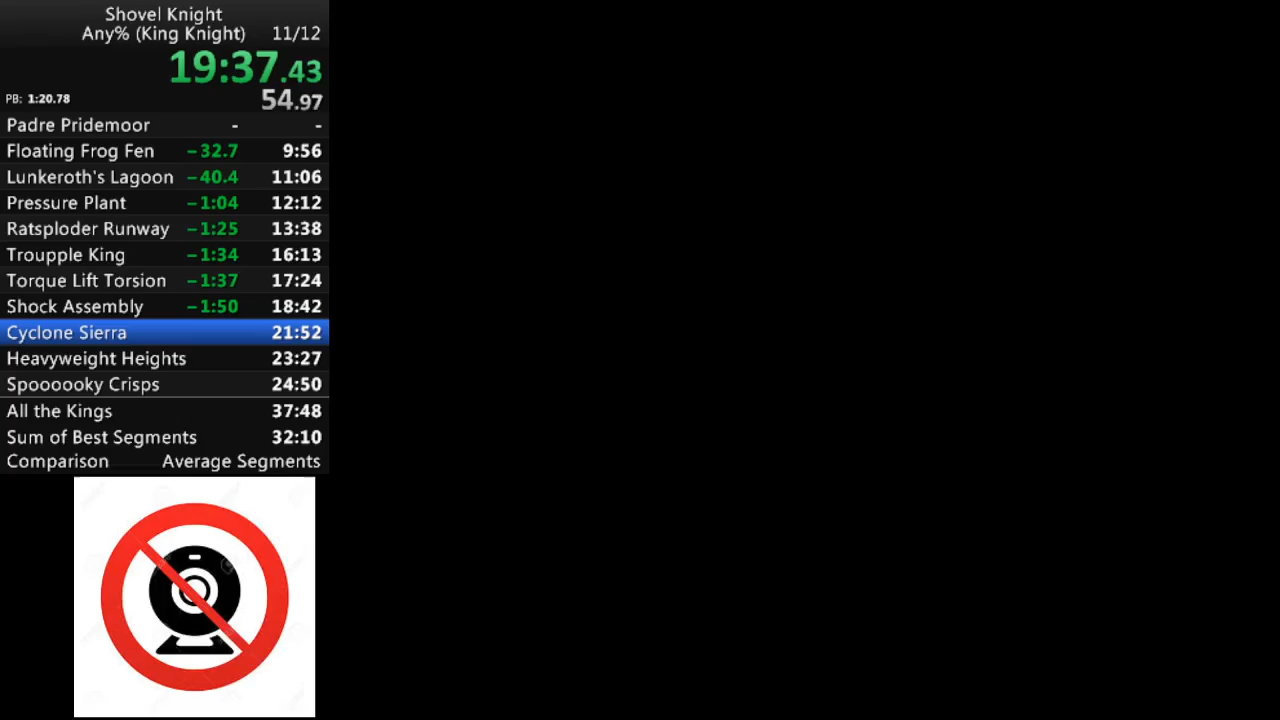 Shovel Knight
Any% (King Knight) 11/12
19:37.43
PB: 1:20.78 54.97
Padre Pridemoor - -
Floating Frog Fen −32.7 9:56
Lunkeroth's Lagoon −40.4 11:06
Pressure Plant −1:04 12:12
Ratsploder Runway −1:25 13:38
Troupple King −1:34 16:13
Torque Lift Torsion −1:37 17:24
Shock Assembly −1:50 18:42
Cyclone Sierra 21:52
Heavyweight Heights 23:27
Spoooooky Crisps 24:50
All the Kings 37:48
Sum of Best Segments 32:10
Comparison Average Segments